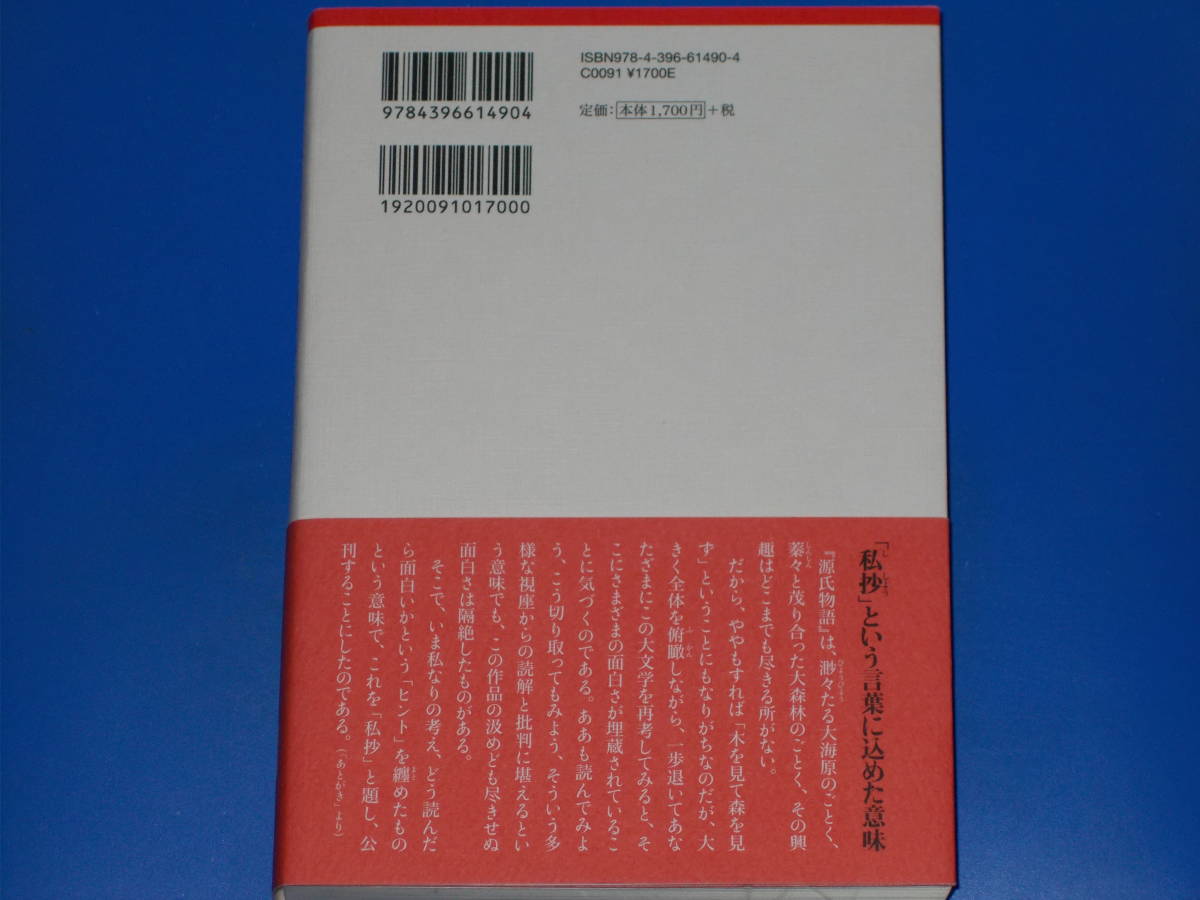 ISBN978-4-396-61490-4
C0091 ¥1700E
9784396614904
定価：本体1,700円＋税
1920091017000
「私抄」という言葉に込めた意味
『源氏物語』は、渺々たる大海原のごとく、
蓁々と茂り合った大森林のごとく、その興
趣はどこまでも尽きる所がない。
だから、ややもすれば「木を見て森を見
ず」ということにもなりがちなのだが、大
きく全体を俯瞰しながら、一歩退いてあな
たざまにこの大文学を再考してみると、そ
こにさまざまの面白さが埋蔵されているこ
とに気づくのである。ああも読んでみよ
う、こう切り取ってもみよう、そういう多
様な視座からの読解と批判に堪えるとい
う意味でも、この作品の汲めども尽きせぬ
面白さは隔絶したものがある。
そこで、いま私なりの考え、どう読んだ
ら面白いかという「ヒント」を纏めたもの
という意味で、これを「私抄」と題し、公
刊することにしたのである。（「あとがき」より）